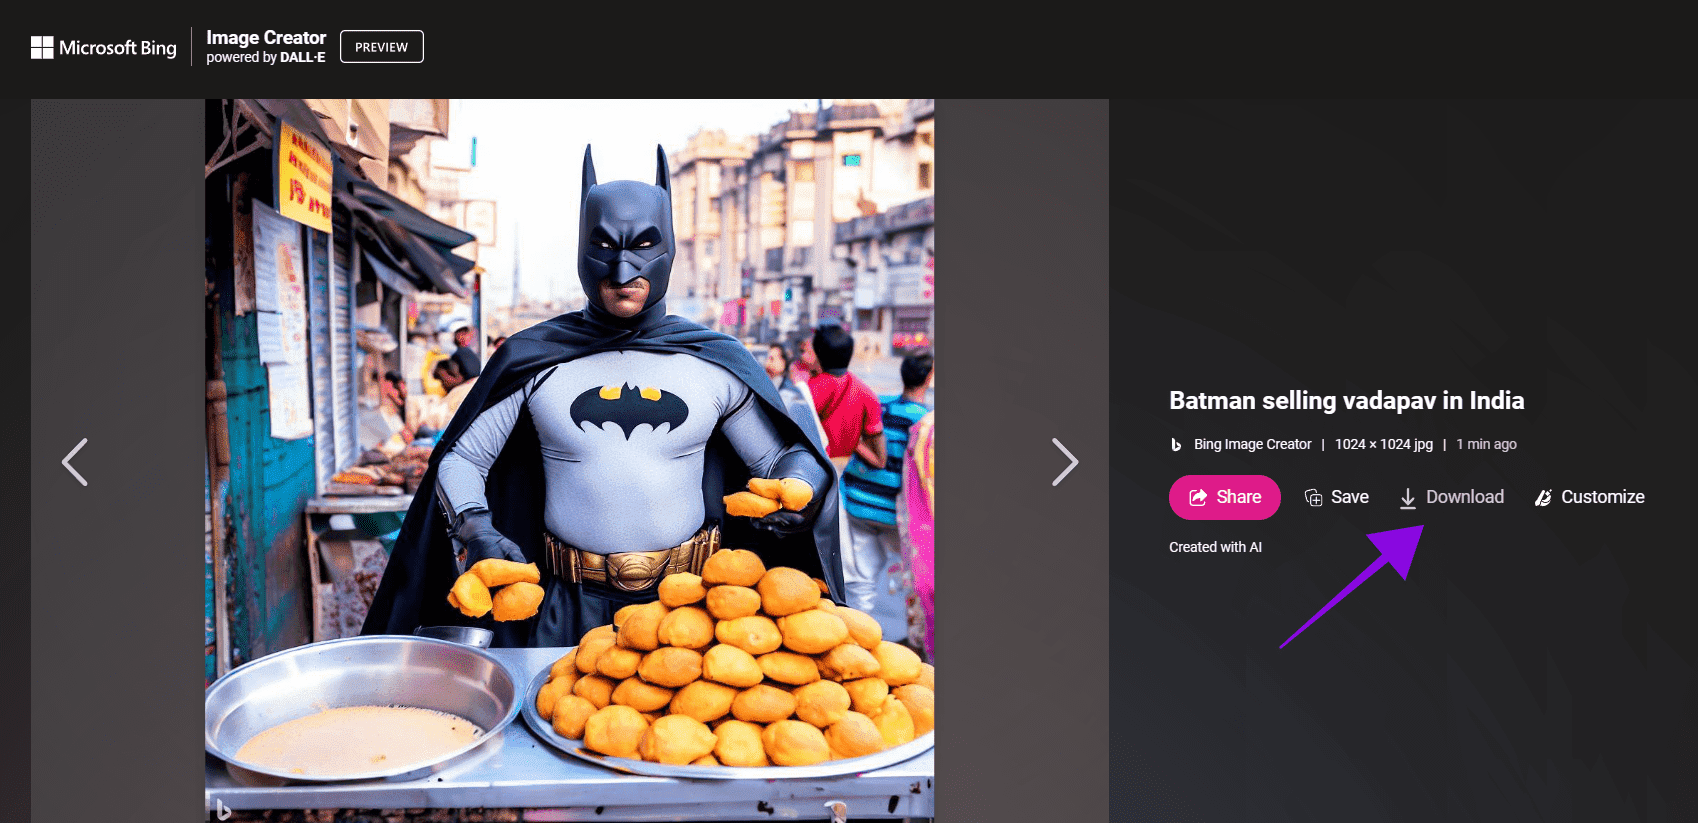 Microsoft Bing
Image Creator
powered by DALL·E
PREVIEW
Batman selling vadapav in India
Bing Image Creator | 1024 × 1024 jpg | 1 min ago
Share
Save
Download
Customize
Created with AI